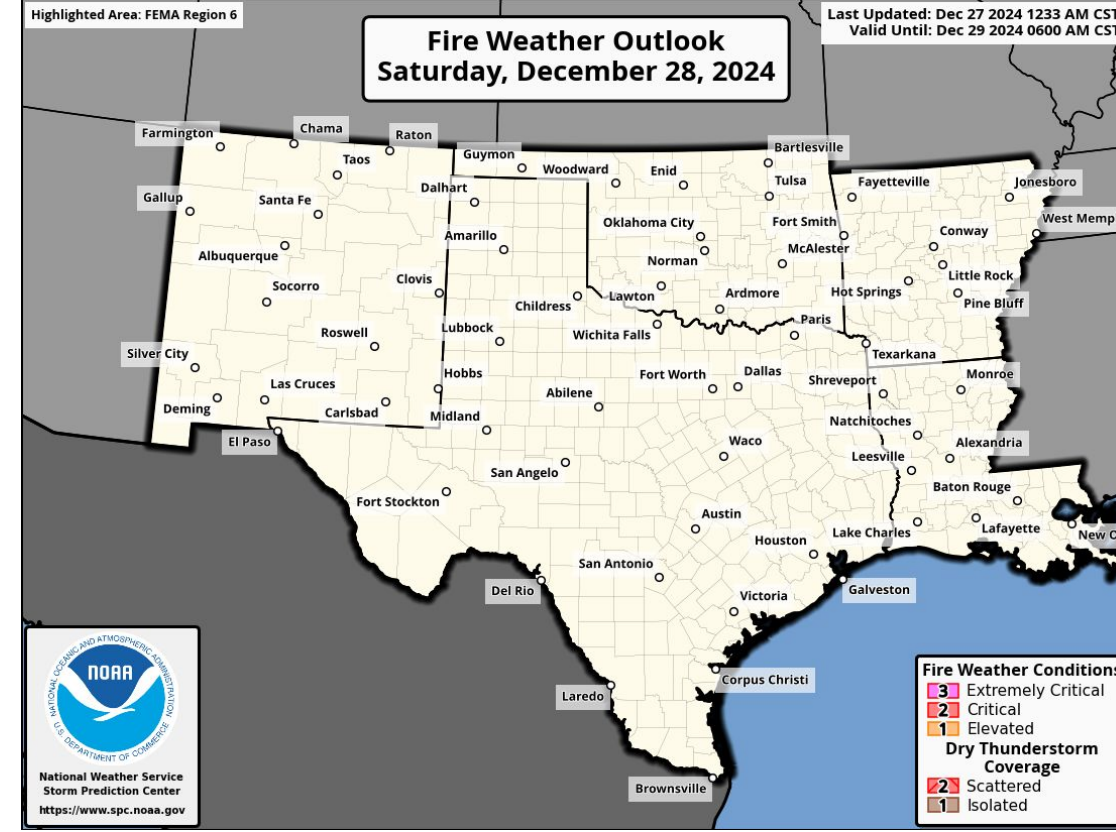 Highlighted Area: FEMA Region 6
Fire Weather Outlook
Saturday, December 28, 2024
Last Updated: Dec 27 2024 1233 AM CST
Valid Until: Dec 29 2024 0600 AM CST
Farmington
Chama
Raton
Taos
Guymon
Woodward
Enid
Bartlesville
Tulsa
Fayetteville
Jonesboro
Gallup
Santa Fe
Dalhart
Oklahoma City
Fort Smith
West Memp
Albuquerque
Amarillo
Norman
McAlester
Conway
Socorro
Clovis
Childress
Lawton
Ardmore
Hot Springs
Little Rock
Pine Bluff
Roswell
Lubbock
Wichita Falls
Paris
Texarkana
Silver City
Las Cruces
Hobbs
Fort Worth
Dallas
Shreveport
Monroe
Deming
Carlsbad
Midland
Abilene
Natchitoches
El Paso
Waco
Leesville
Alexandria
San Angelo
Fort Stockton
Baton Rouge
Austin
Houston
Lake Charles
Lafayette
New O
Del Rio
San Antonio
Galveston
Victoria
Laredo
Corpus Christi
Brownsville
NATIONAL OCEANIC AND ATMOSPHERIC ADMINISTRATION
NOAA
U.S. DEPARTMENT OF COMMERCE
National Weather Service
Storm Prediction Center
https://www.spc.noaa.gov
Fire Weather Conditions
3 Extremely Critical
2 Critical
1 Elevated
Dry Thunderstorm
Coverage
2 Scattered
1 Isolated